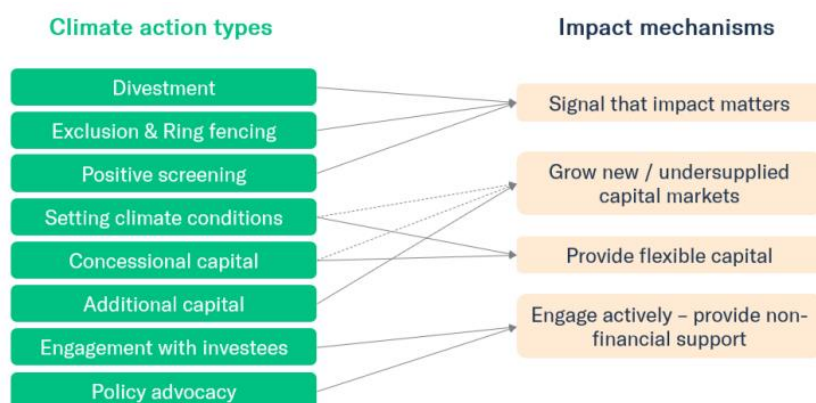 Climate action types
Impact mechanisms
Divestment
Exclusion & Ring fencing
Positive screening
Setting climate conditions
Concessional capital
Additional capital
Engagement with investees
Policy advocacy
Signal that impact matters
Grow new / undersupplied
capital markets
Provide flexible capital
Engage actively – provide non-
financial support